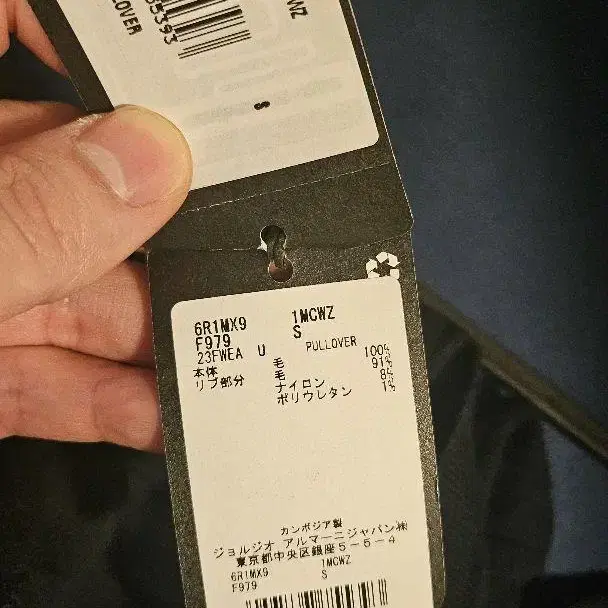 LOVER
65393
WZ
S
6R1MX9 1MCWZ
F979 S
23FWEA U PULLOVER
本体 毛 100%
リブ部分 毛 91%
ナイロン 8%
ポリウレタン 1%
カンボジア製
ジョルジオ アルマーニジャパン㈱
東京都中央区銀座5-5-4
6R1MX9 1MCWZ
F979 S